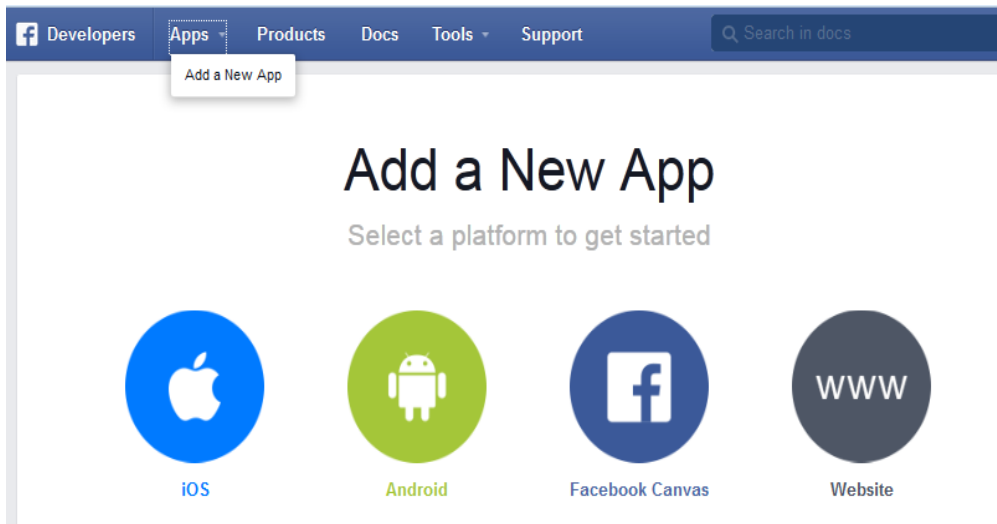 Developers Apps Products Docs Tools Support Search in docs
Add a New App
Add a New App
Select a platform to get started
www
iOS Android Facebook Canvas Website